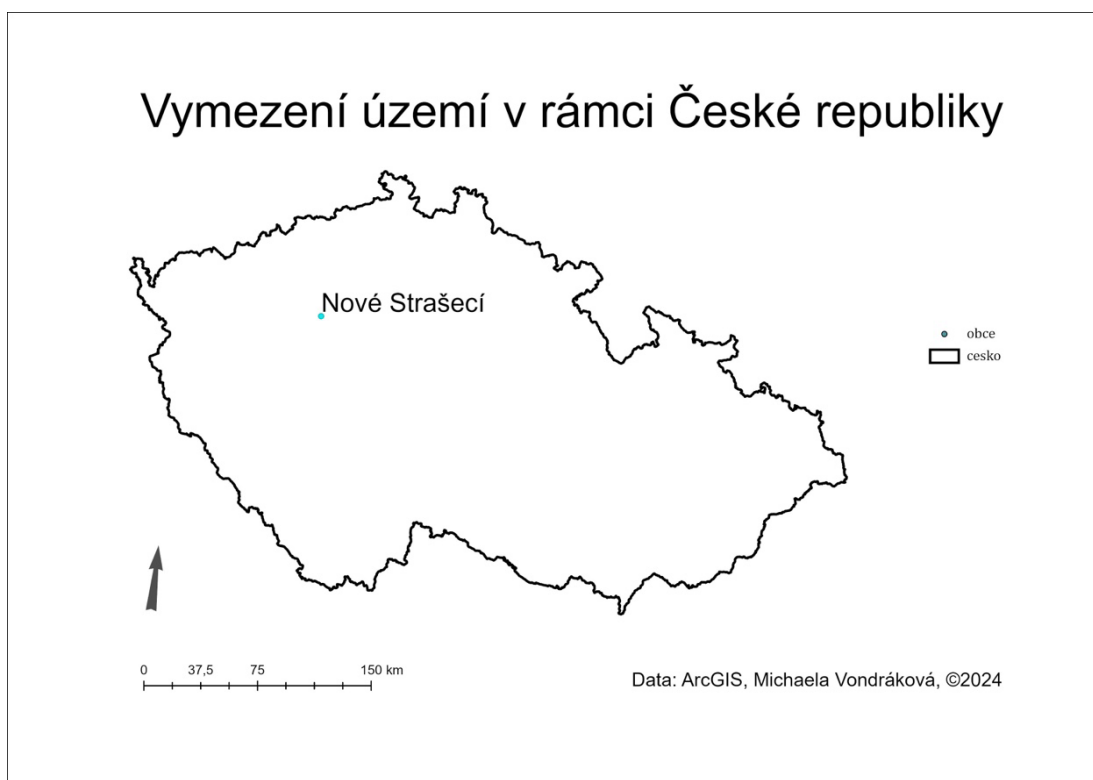 Vymezení území v rámci České republiky
Nové Strašecí
obce
cesko
0 37,5 75 150 km
Data: ArcGIS, Michaela Vondráková, ©2024